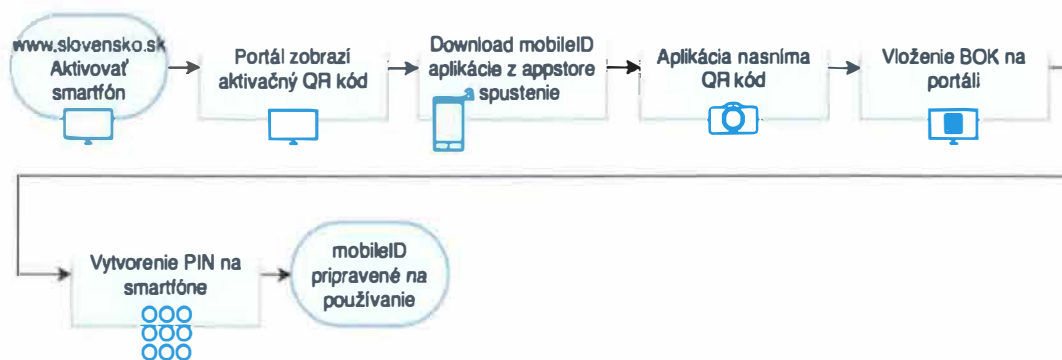 www.slovensko.sk
Aktivovať
smartfón
Portál zobrazí
aktivačný QR kód
Download mobileID
aplikácie z appstore
a spustenie
Aplikácia nasníma
QR kód
Vloženie BOK na
portáli
Vytvorenie PIN na
smartfóne
mobileID
pripravené na
používanie